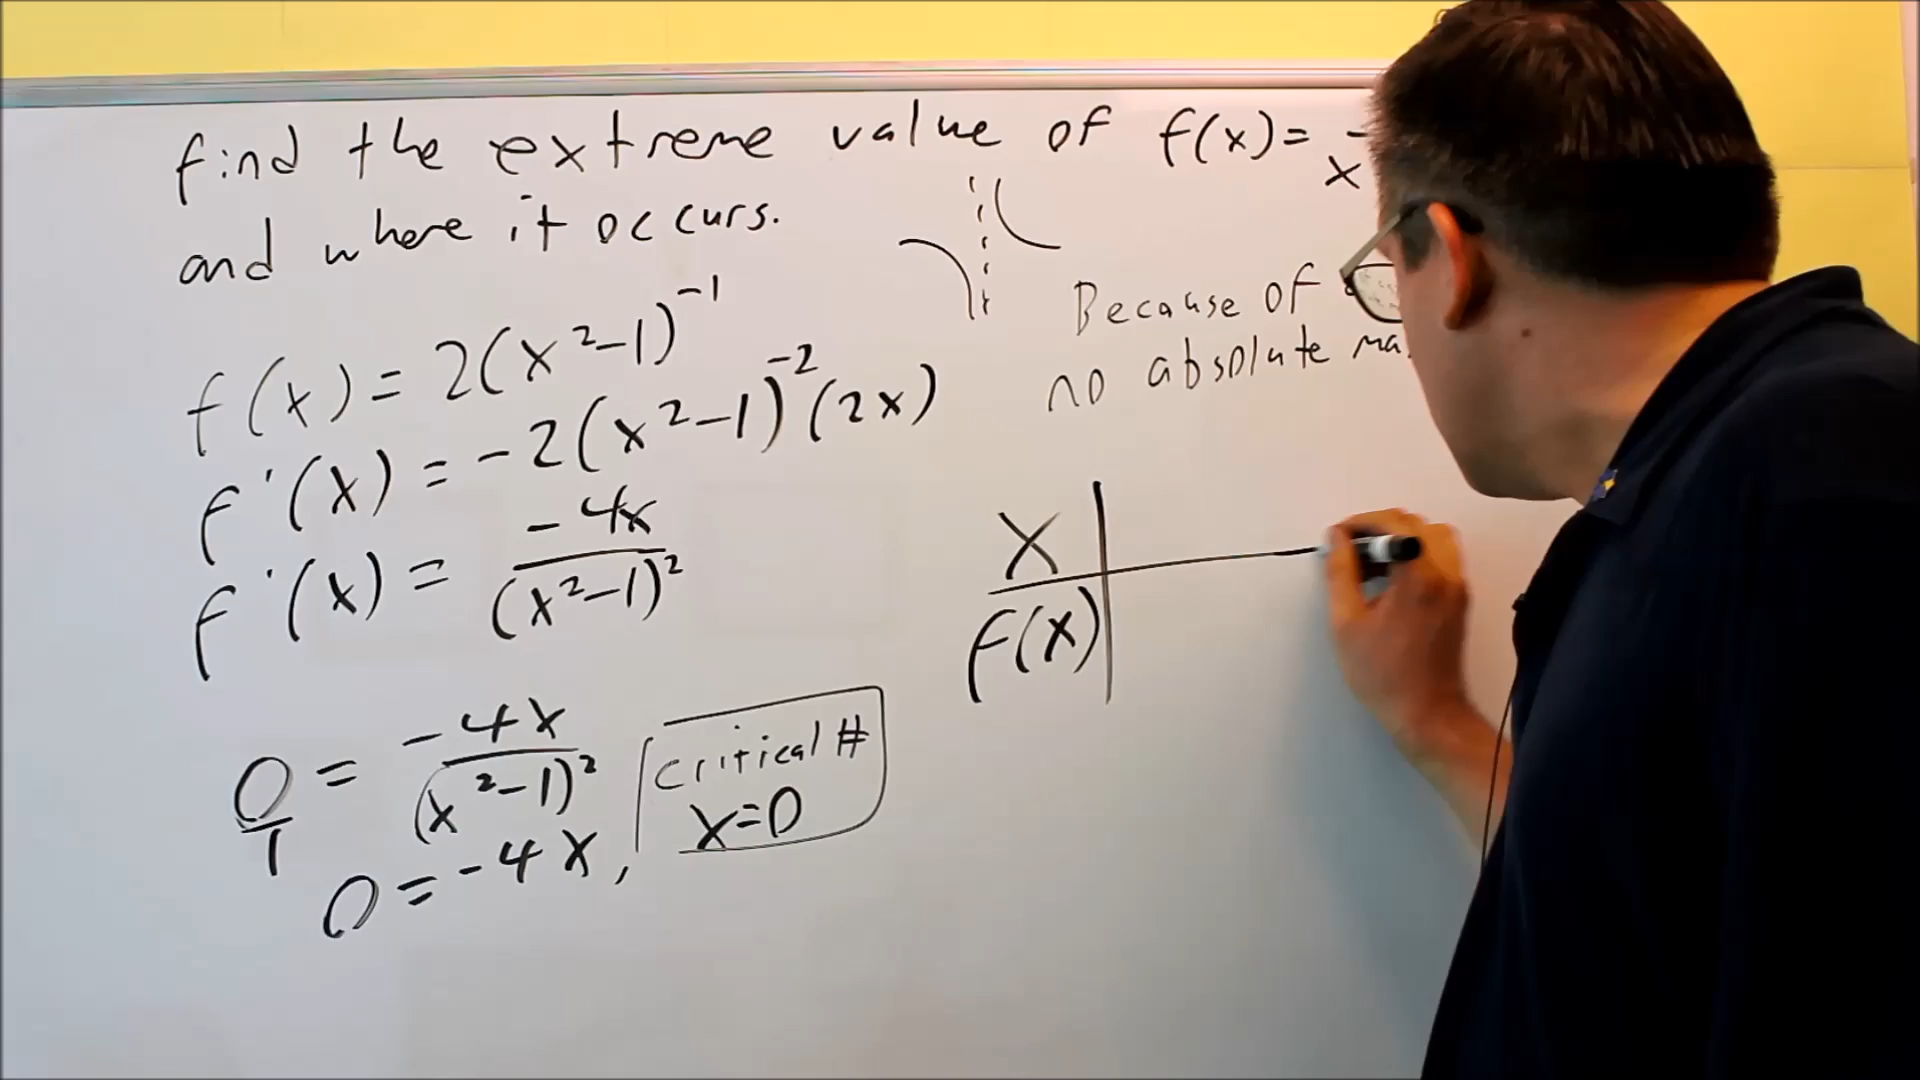 find the extreme value of f(x)=
and where it occurs.
f(x) = 2(x²-1)⁻¹
f'(x) = -2(x²-1)⁻²(2x)
f'(x) = -4x/(x²-1)²
0/1 = -4x/(x²-1)²
0 = -4x,
critical #
x=0
Because of
no absolute
x
f(x)